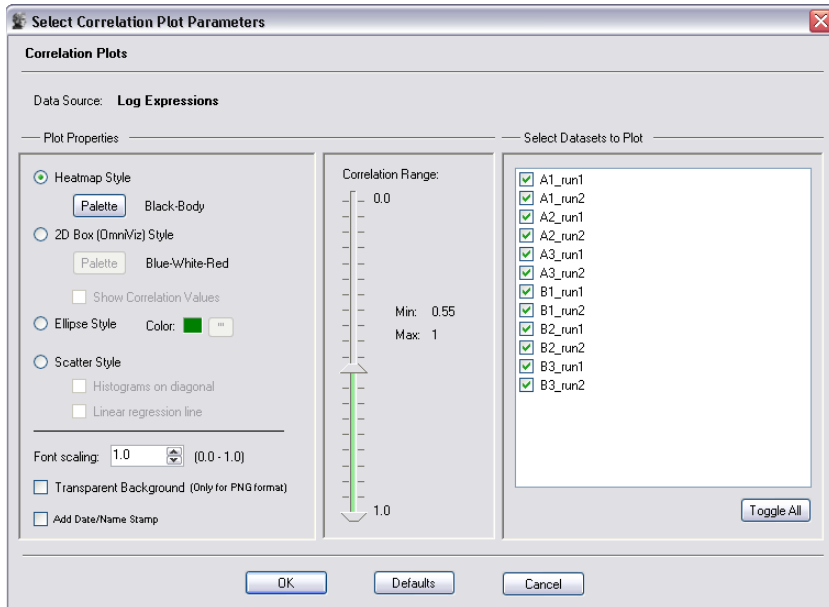 Select Correlation Plot Parameters
Correlation Plots
Data Source: Log Expressions
Plot Properties
Heatmap Style
Palette Black-Body
2D Box (OmniViz) Style
Palette Blue-White-Red
Show Correlation Values
Ellipse Style Color: ...
Scatter Style
Histograms on diagonal
Linear regression line
Font scaling: 1.0 (0.0 - 1.0)
Transparent Background (Only for PNG format)
Add Date/Name Stamp
Correlation Range:
0.0
Min: 0.55
Max: 1
1.0
Select Datasets to Plot
A1_run1
A1_run2
A2_run1
A2_run2
A3_run1
A3_run2
B1_run1
B1_run2
B2_run1
B2_run2
B3_run1
B3_run2
Toggle All
OK Defaults Cancel